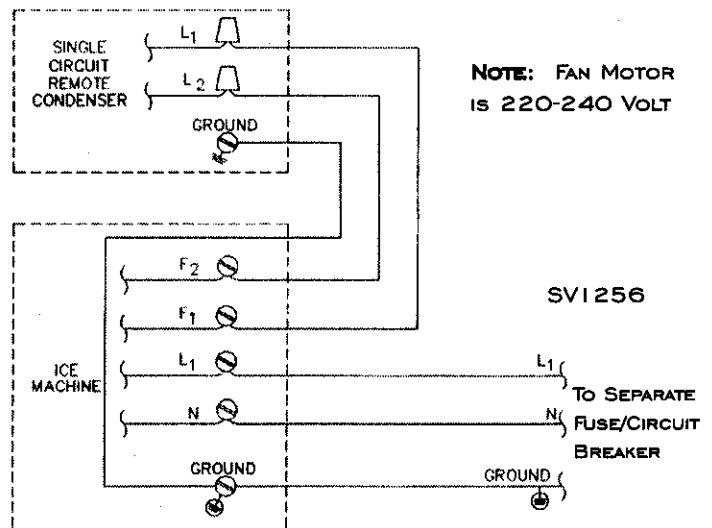 SINGLE
CIRCUIT
REMOTE
CONDENSER
L1
L2
GROUND
NOTE: FAN MOTOR
IS 220-240 VOLT
SV1256
ICE
MACHINE
F2
F1
L1
N
GROUND
L1
N
GROUND
TO SEPARATE
FUSE/CIRCUIT
BREAKER